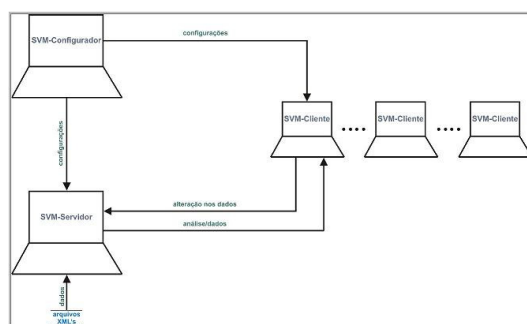 SVM-Configurador
configurações
SVM-Cliente
SVM-Cliente
SVM-Cliente
configurações
SVM-Servidor
alteração nos dados
análise/dados
dados
arquivos
XML's